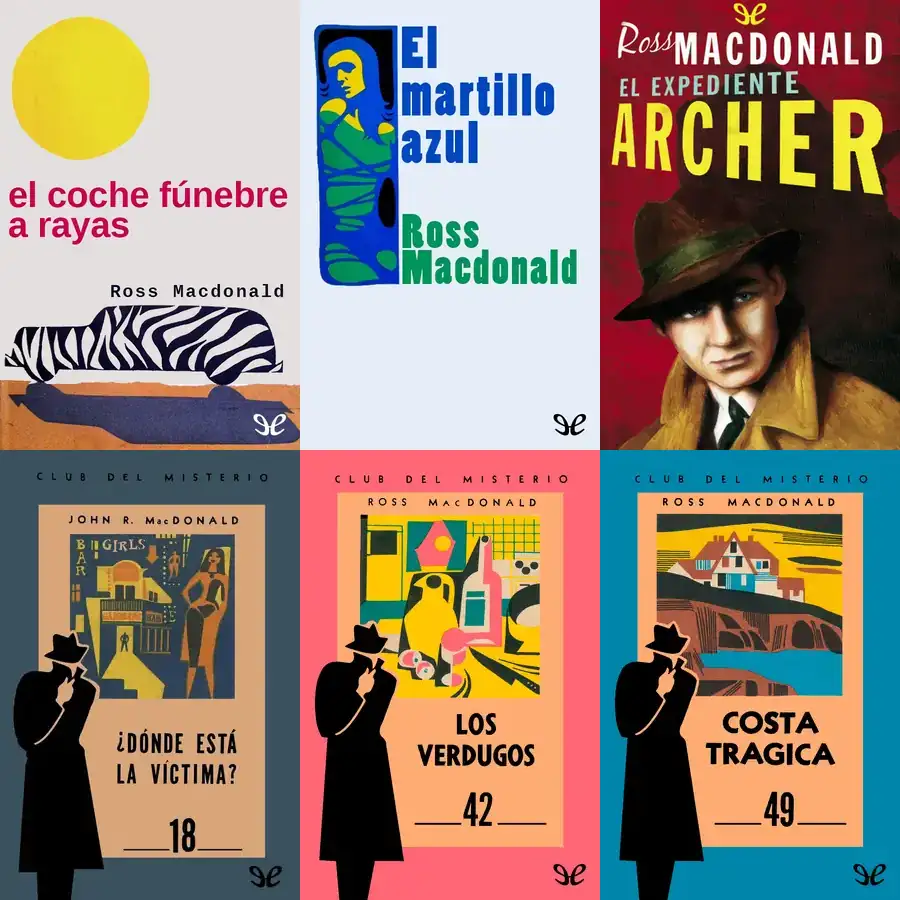 el coche fúnebre
a rayas
Ross Macdonald
El
martillo
azul
Ross
Macdonald
Ross MACDONALD
EL EXPEDIENTE
ARCHER
CLUB DEL MISTERIO
JOHN R. MacDONALD
BAR
GIRLS
¿DÓNDE ESTÁ
LA VÍCTIMA?
18
CLUB DEL MISTERIO
ROSS MacDONALD
LOS
VERDUGOS
42
CLUB DEL MISTERIO
ROSS MACDONALD
COSTA
TRAGICA
49